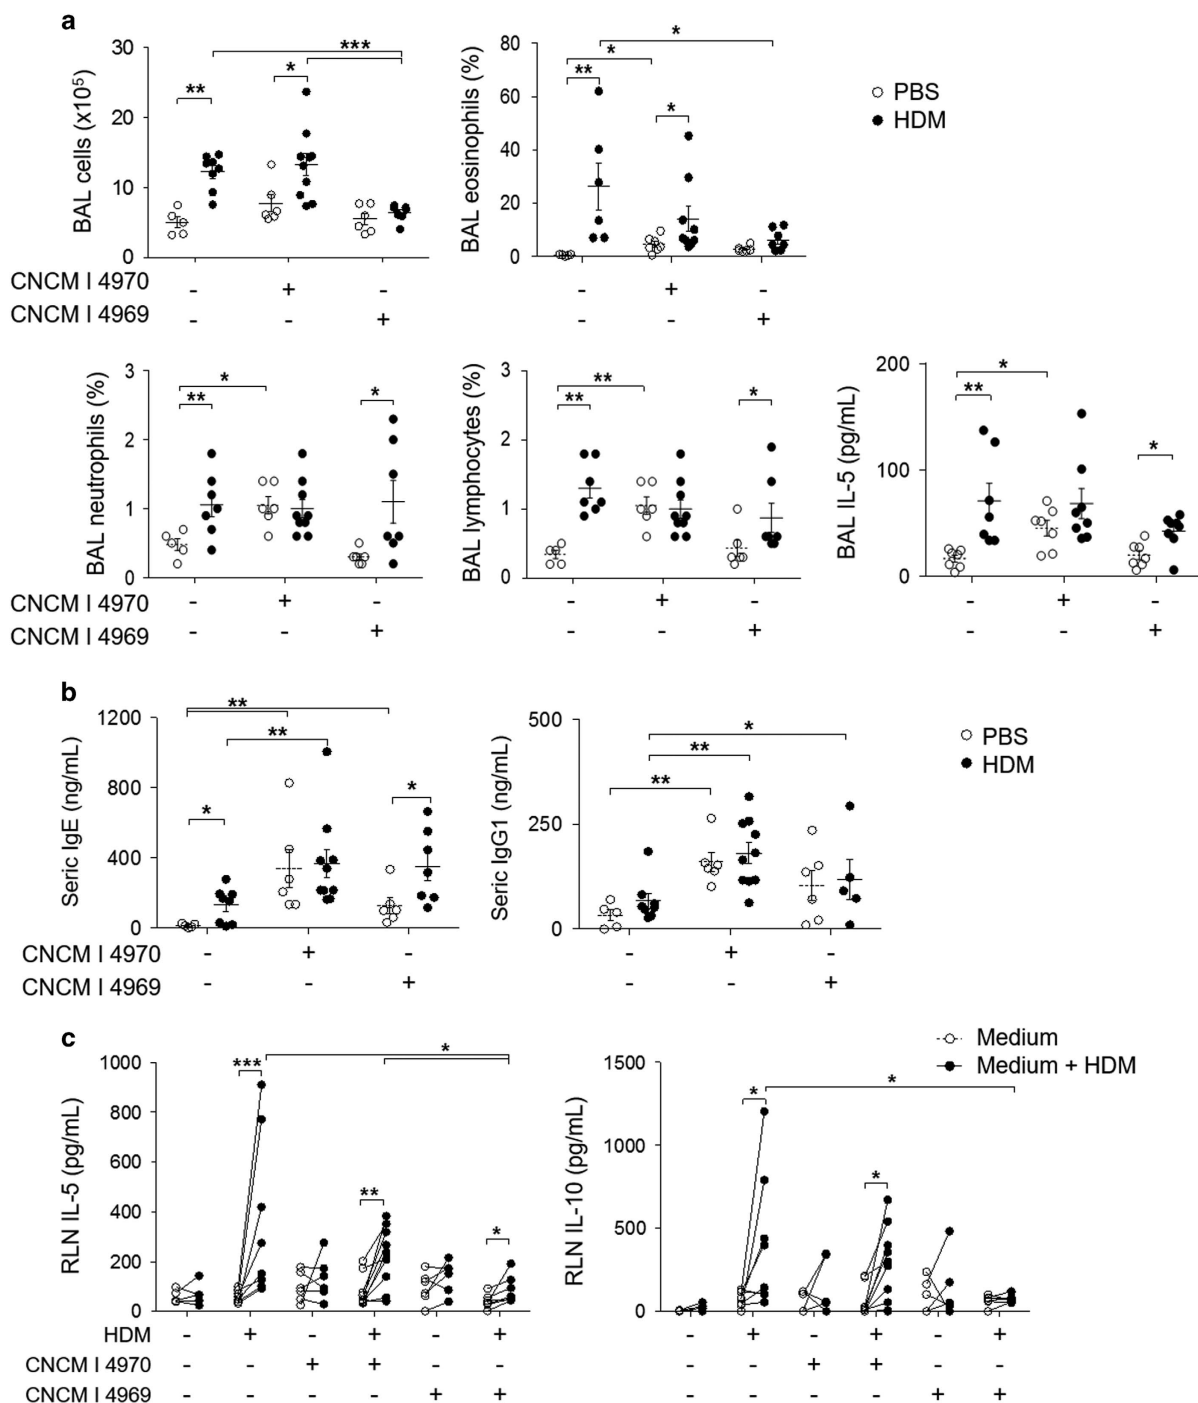 a
BAL cells (x10⁵)
30
20
10
0
** * ***
BAL eosinophils (%)
80
60
40
20
0
* ** * *
PBS
HDM
CNCM I 4970 - + - - + -
CNCM I 4969 - - + - - +
BAL neutrophils (%)
3
2
1
0
** * *
BAL lymphocytes (%)
3
2
1
0
** ** *
BAL IL-5 (pg/mL)
200
100
0
** * *
CNCM I 4970 - + - - + - - + -
CNCM I 4969 - - + - - + - - +
b
Seric IgE (ng/mL)
1200
800
400
0
* ** ** *
Seric IgG1 (ng/mL)
500
250
0
** ** *
PBS
HDM
CNCM I 4970 - + - - + -
CNCM I 4969 - - + - - +
c
RLN IL-5 (pg/mL)
1000
800
600
400
200
0
*** ** * *
RLN IL-10 (pg/mL)
1500
1000
500
0
* * *
Medium
Medium + HDM
HDM - + - + - + - + - + - +
CNCM I 4970 - - + + - - - - + + - -
CNCM I 4969 - - - - + + - - - - + +